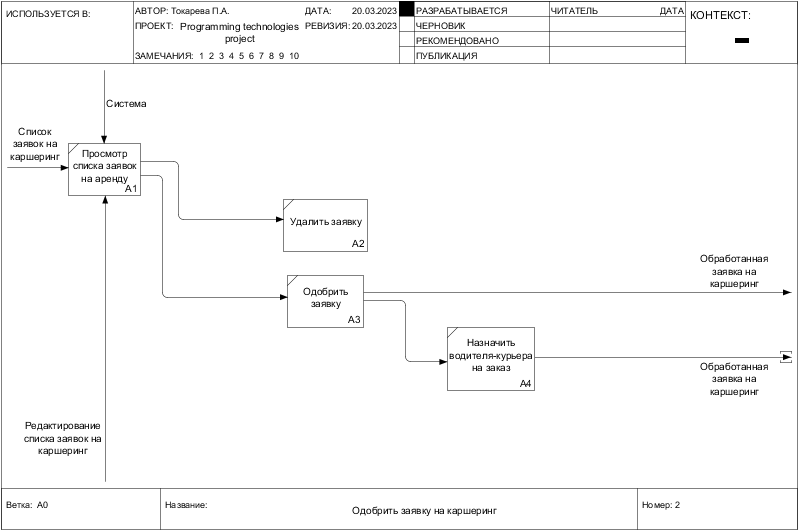 ИСПОЛЬЗУЕТСЯ В:
АВТОР: Токарева П.А.
ДАТА: 20.03.2023
ПРОЕКТ: Programming technologies
project
РЕВИЗИЯ: 20.03.2023
ЗАМЕЧАНИЯ: 1 2 3 4 5 6 7 8 9 10
РАЗРАБАТЫВАЕТСЯ
ЧЕРНОВИК
РЕКОМЕНДОВАНО
ПУБЛИКАЦИЯ
ЧИТАТЕЛЬ
ДАТА
КОНТЕКСТ:
Система
Список
заявок на
каршеринг
Просмотр
списка заявок
на аренду
A1
Удалить заявку
A2
Одобрить
заявку
A3
Обработанная
заявка на
каршеринг
Назначить
водителя-курьера
на заказ
A4
Обработанная
заявка на
каршеринг
Редактирование
списка заявок на
каршеринг
Ветка: A0
Название:
Одобрить заявку на каршеринг
Номер: 2